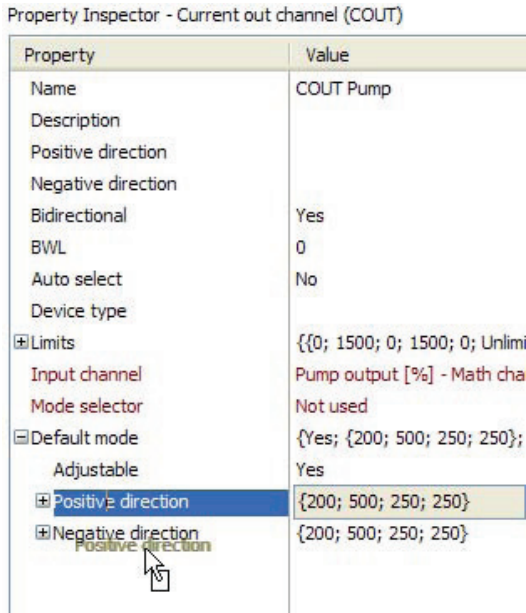 Property Inspector - Current out channel (COUT)
Property Value
Name COUT Pump
Description
Positive direction
Negative direction
Bidirectional Yes
BWL 0
Auto select No
Device type
Limits {{0; 1500; 0; 1500; 0; Unlimi
Input channel Pump output [%] - Math cha
Mode selector Not used
Default mode {Yes; {200; 500; 250; 250};
Adjustable Yes
Positive direction {200; 500; 250; 250}
Negative direction {200; 500; 250; 250}
Positive direction